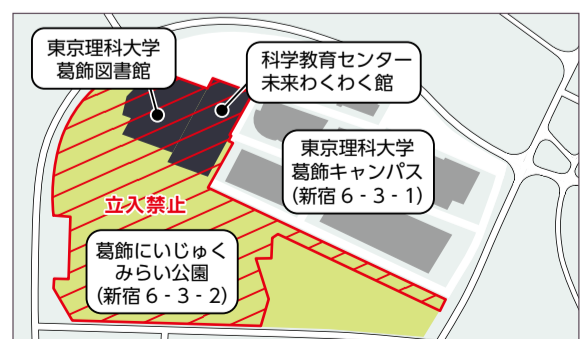 東京理科大学
葛飾図書館
科学教育センター
未来わくわく館
東京理科大学
葛飾キャンパス
(新宿6-3-1)
立入禁止
葛飾にいじゅく
みらい公園
(新宿6-3-2)